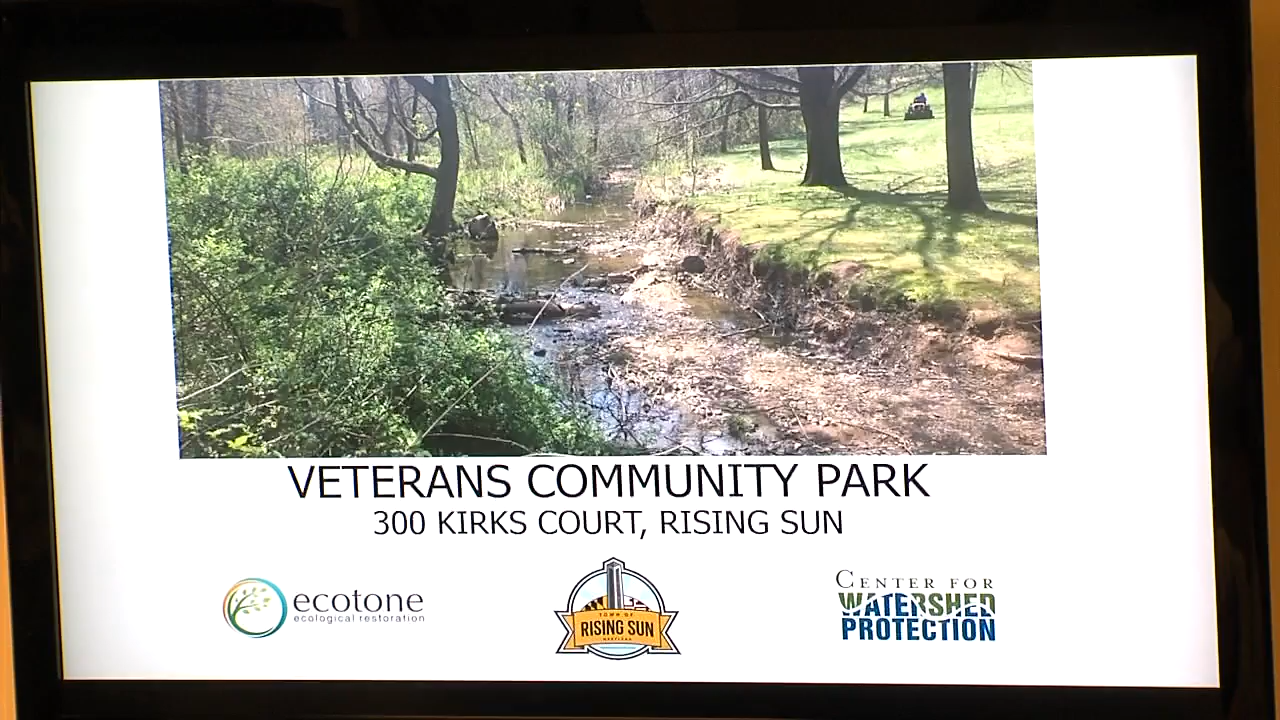 VETERANS COMMUNITY PARK
300 KIRKS COURT, RISING SUN
ecotone
ecological restoration
TOWN OF
RISING SUN
MARYLAND
CENTER FOR
WATERSHED
PROTECTION